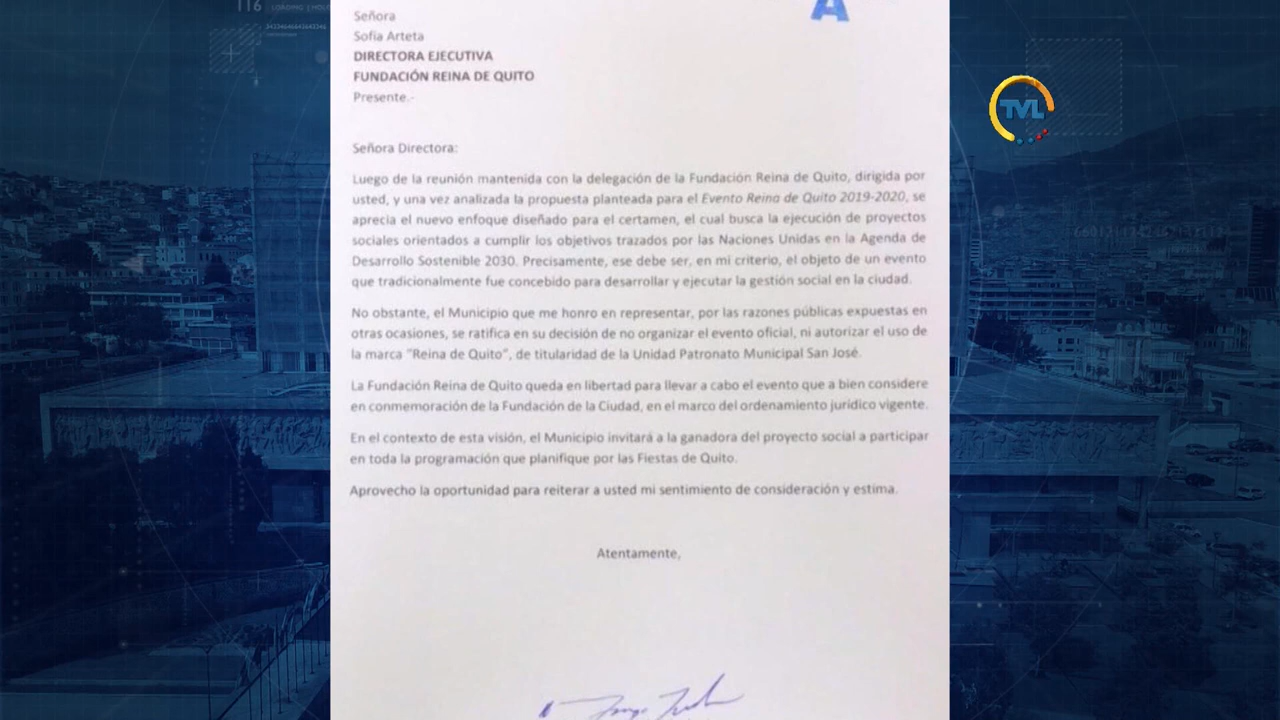 Señora
Sofia Arteta
DIRECTORA EJECUTIVA
FUNDACIÓN REINA DE QUITO
Presente.-
Señora Directora:
Luego de la reunión mantenida con la delegación de la Fundación Reina de Quito, dirigida por
usted, y una vez analizada la propuesta planteada para el Evento Reina de Quito 2019-2020, se
aprecia el nuevo enfoque diseñado para el certamen, el cual busca la ejecución de proyectos
sociales orientados a cumplir los objetivos trazados por las Naciones Unidas en la Agenda de
Desarrollo Sostenible 2030. Precisamente, ese debe ser, en mi criterio, el objeto de un evento
que tradicionalmente fue concebido para desarrollar y ejecutar la gestión social en la ciudad.
No obstante, el Municipio que me honro en representar, por las razones públicas expuestas en
otras ocasiones, se ratifica en su decisión de no organizar el evento oficial, ni autorizar el uso de
la marca "Reina de Quito", de titularidad de la Unidad Patronato Municipal San José.
La Fundación Reina de Quito queda en libertad para llevar a cabo el evento que a bien considere
en conmemoración de la Fundación de la Ciudad, en el marco del ordenamiento jurídico vigente.
En el contexto de esta visión, el Municipio invitará a la ganadora del proyecto social a participar
en toda la programación que planifique por las Fiestas de Quito.
Aprovecho la oportunidad para reiterar a usted mi sentimiento de consideración y estima.
Atentamente,
TVL
116